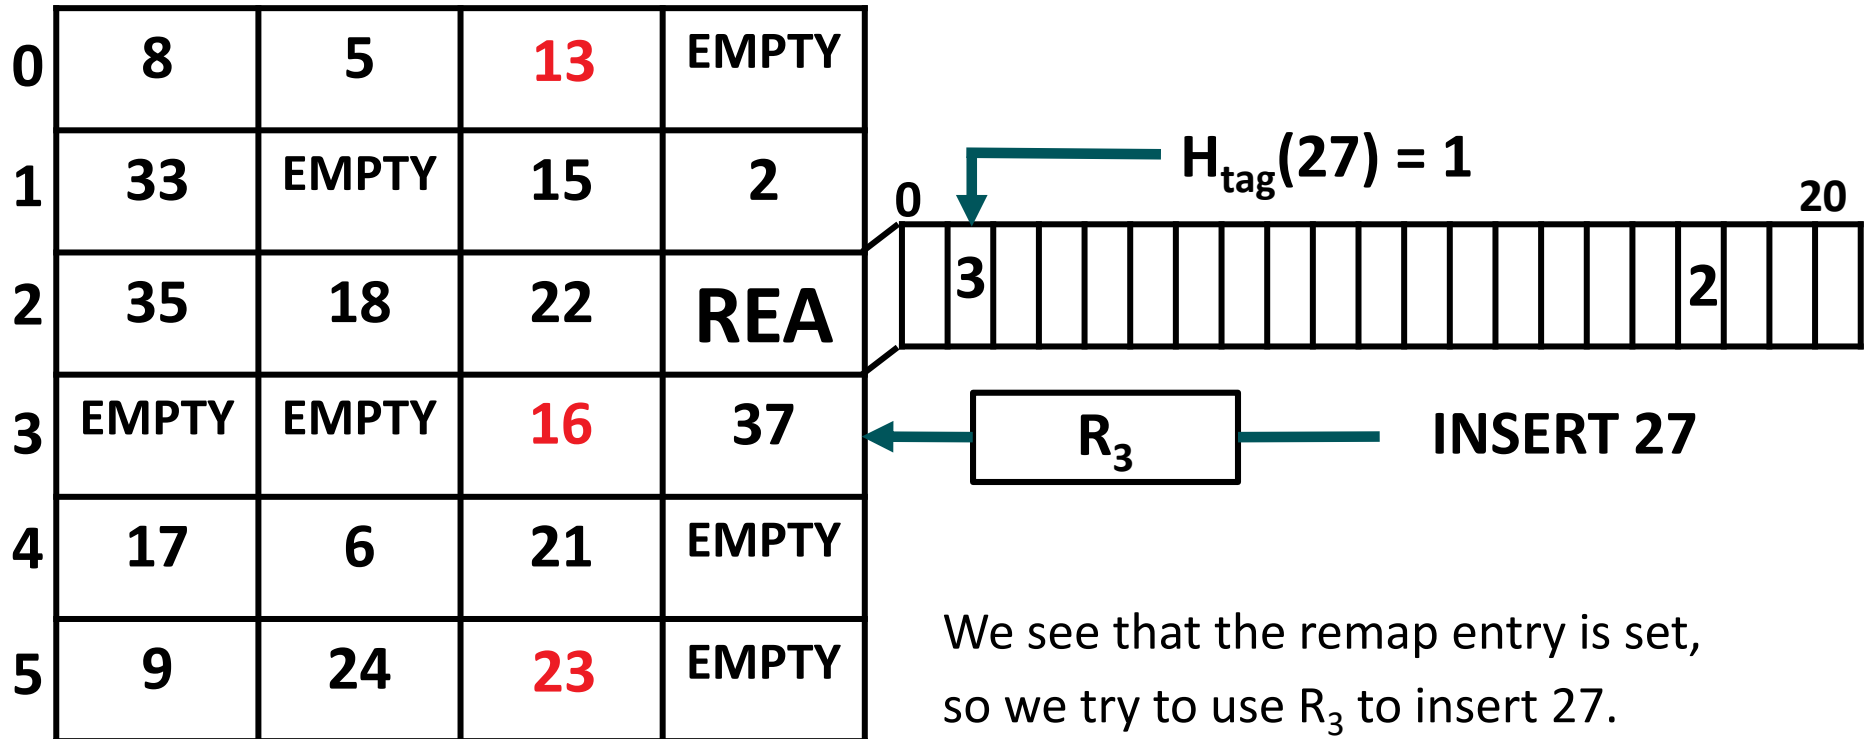 0 8 5 13 EMPTY
1 33 EMPTY 15 2
2 35 18 22 REA
3 EMPTY EMPTY 16 37
4 17 6 21 EMPTY
5 9 24 23 EMPTY
Htag(27) = 1
0 20
3 2
R3 INSERT 27
We see that the remap entry is set,
so we try to use R3 to insert 27.